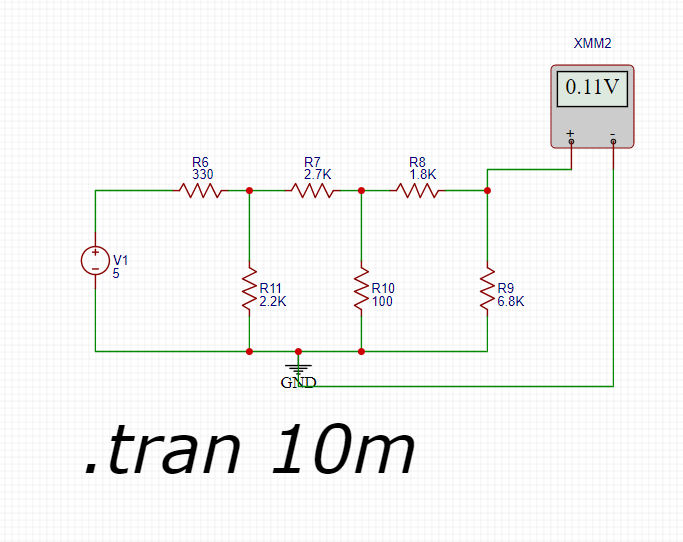 XMM2
0.11V
+ -
R6 R7 R8
330 2.7K 1.8K
+
-
V1
5
R11 R10 R9
2.2K 100 6.8K
GND
.tran 10m